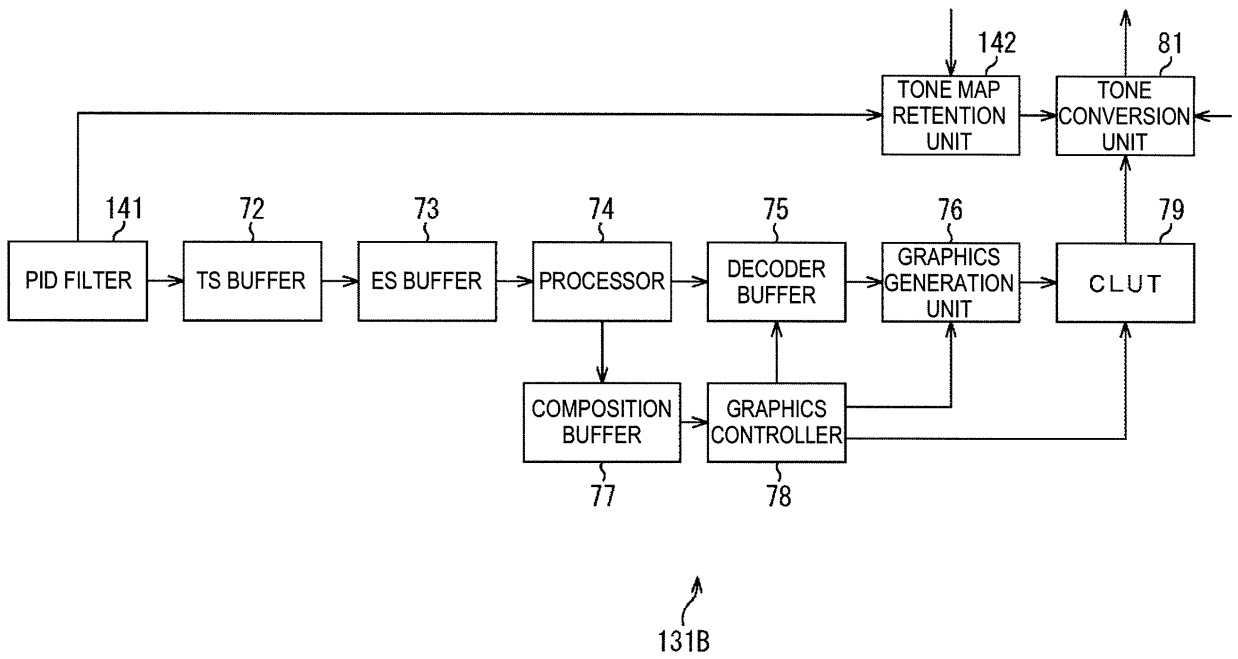 142
81
TONE MAP
RETENTION
UNIT
TONE
CONVERSION
UNIT
141
72
73
74
75
76
79
PID FILTER
TS BUFFER
ES BUFFER
PROCESSOR
DECODER
BUFFER
GRAPHICS
GENERATION
UNIT
CLUT
COMPOSITION
BUFFER
GRAPHICS
CONTROLLER
77
78
131B